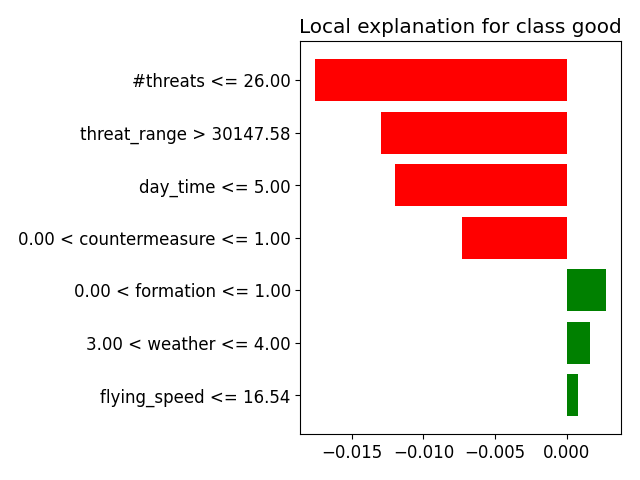 Local explanation for class good
#threats <= 26.00
threat_range > 30147.58
day_time <= 5.00
0.00 < countermeasure <= 1.00
0.00 < formation <= 1.00
3.00 < weather <= 4.00
flying_speed <= 16.54
−0.015 −0.010 −0.005 0.000